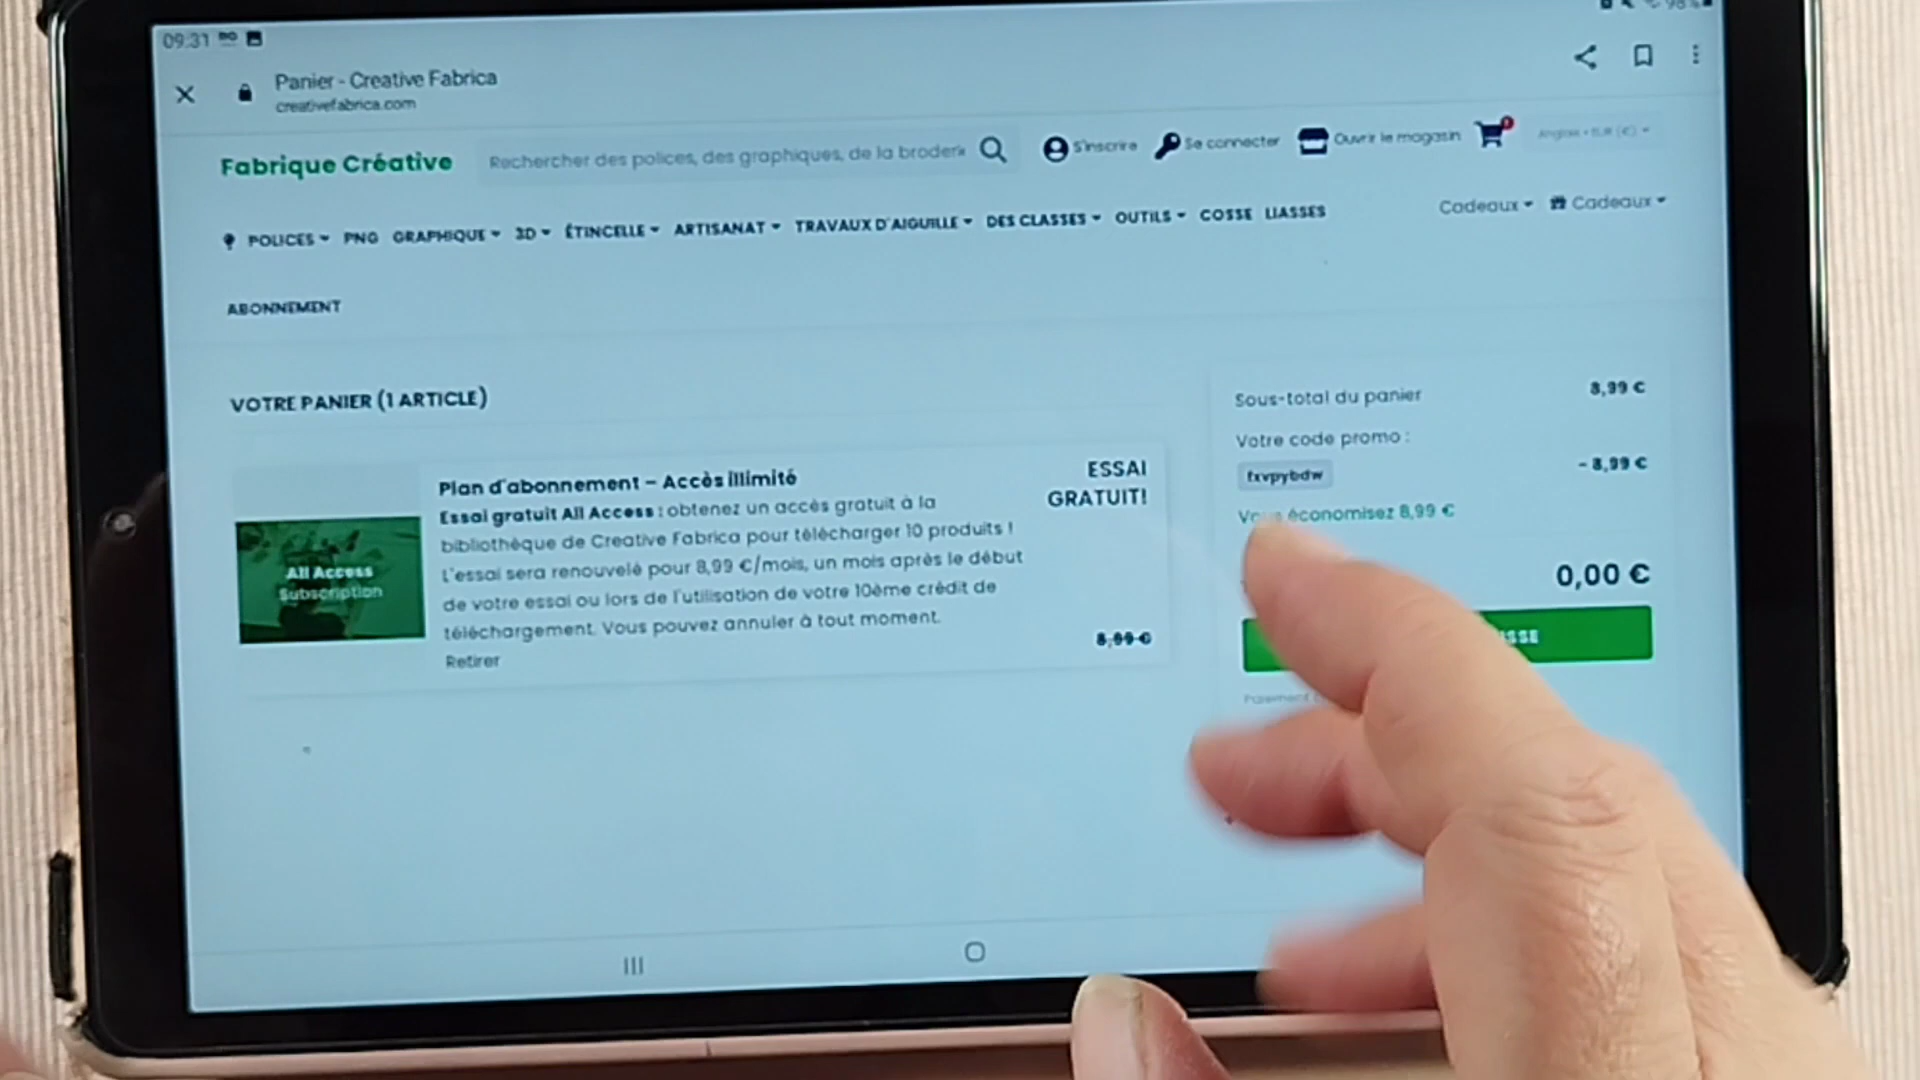 09:31
Panier - Creative Fabrica
creativefabrica.com
Fabrique Créative
Rechercher des polices, des graphiques, de la broderie
S'inscrire
Se connecter
Ouvrir le magasin
POLICES PNG GRAPHIQUE 3D ÉTINCELLE ARTISANAT TRAVAUX D'AIGUILLE DES CLASSES OUTILS COSSE LIASSES
Cadeaux Cadeaux
ABONNEMENT
VOTRE PANIER (1 ARTICLE)
All Access
Subscription
Plan d'abonnement – Accès illimité
Essai gratuit All Access : obtenez un accès gratuit à la
bibliothèque de Creative Fabrica pour télécharger 10 produits !
L'essai sera renouvelé pour 8,99 €/mois, un mois après le début
de votre essai ou lors de l'utilisation de votre 10ème crédit de
téléchargement. Vous pouvez annuler à tout moment.
Retirer
ESSAI
GRATUIT!
8,99 €
Sous-total du panier 8,99 €
Votre code promo :
fxvpybdw - 8,99 €
économisez 8,99 €
0,00 €